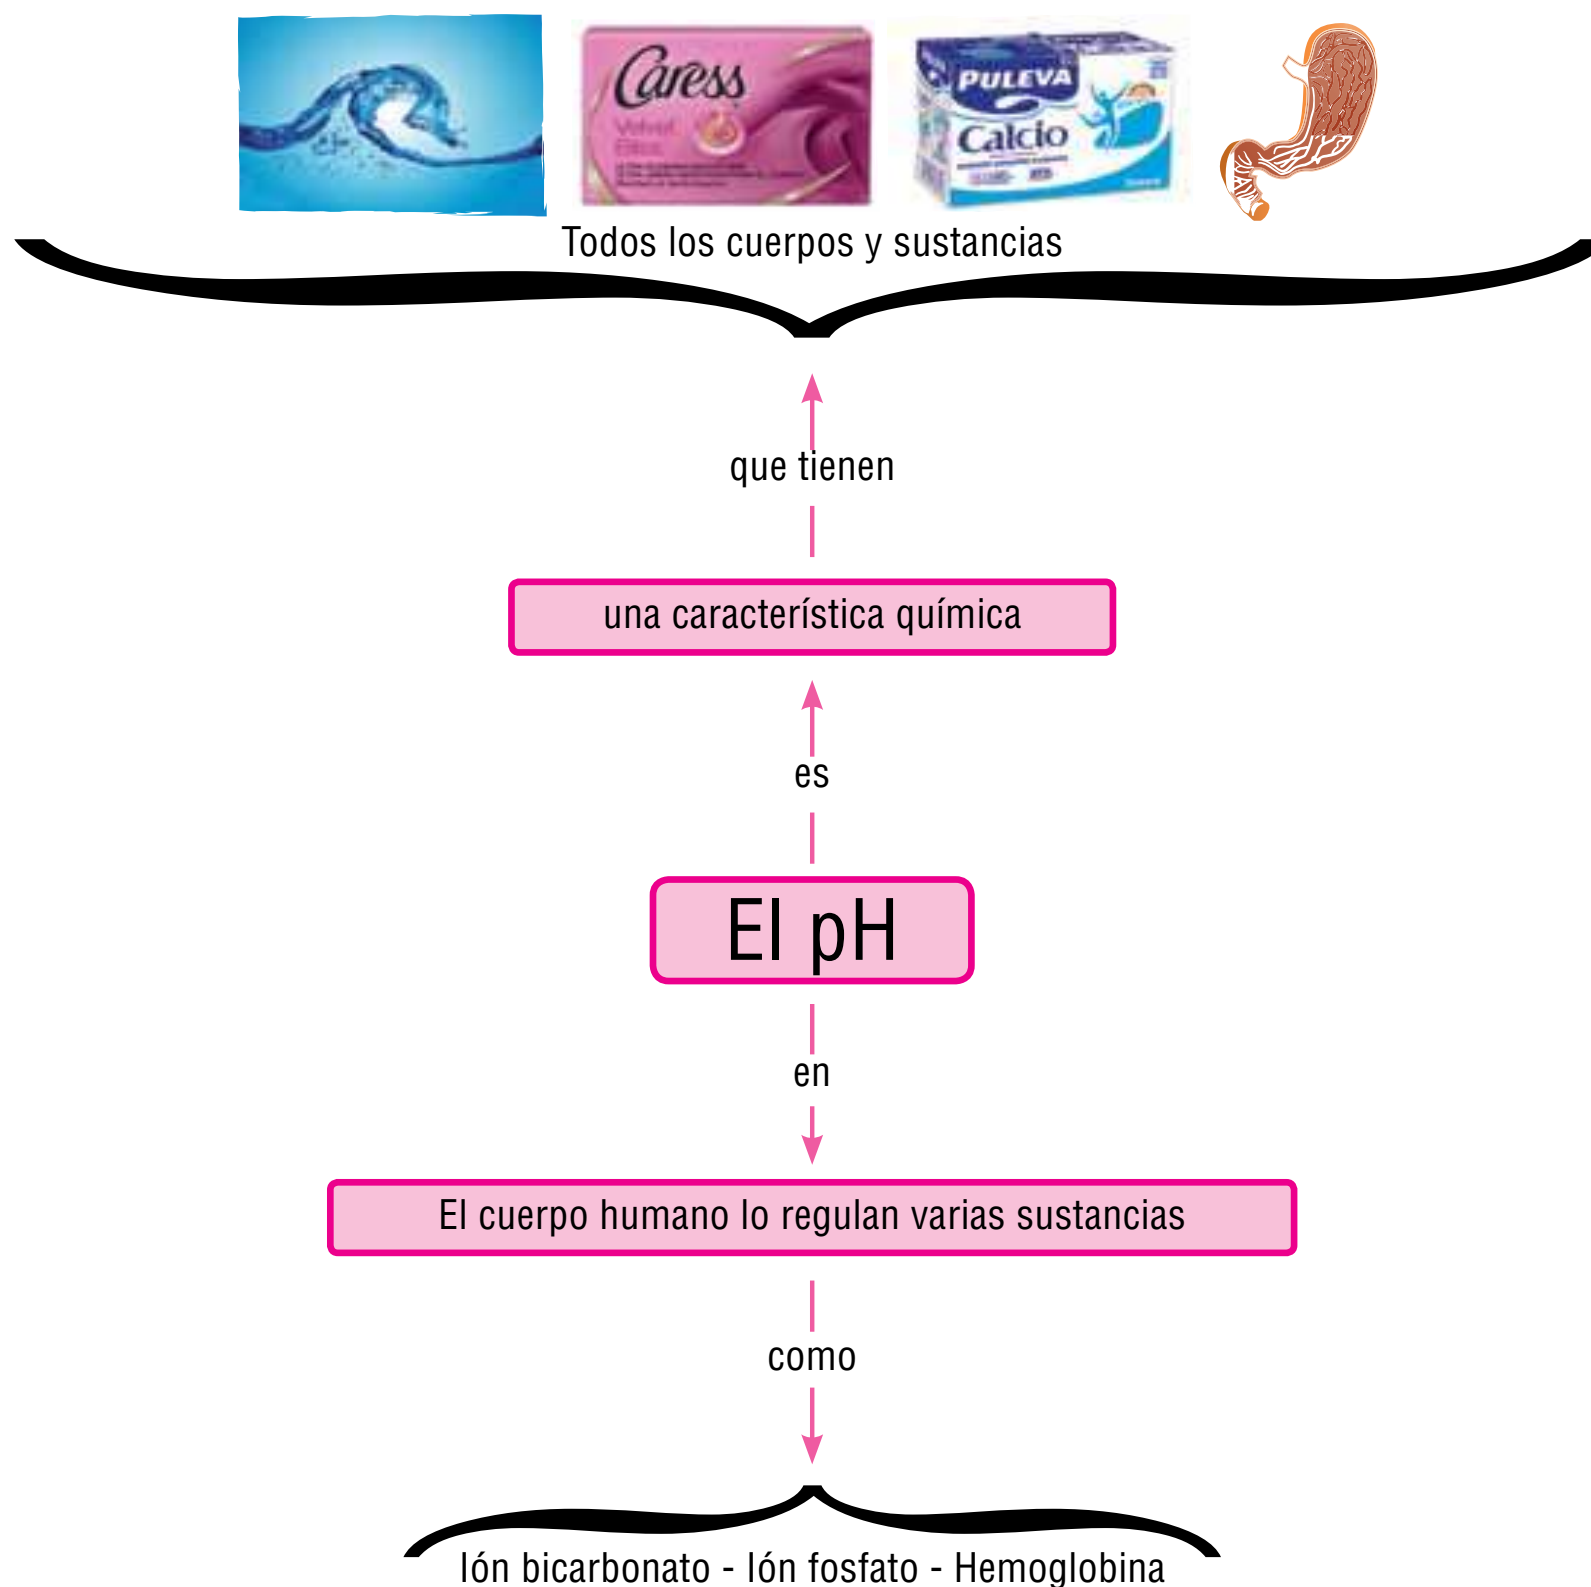 Caress
Velvet
PULEVA
Calcio
Todos los cuerpos y sustancias
que tienen
una característica química
es
El pH
en
El cuerpo humano lo regulan varias sustancias
como
Ión bicarbonato - Ión fosfato - Hemoglobina